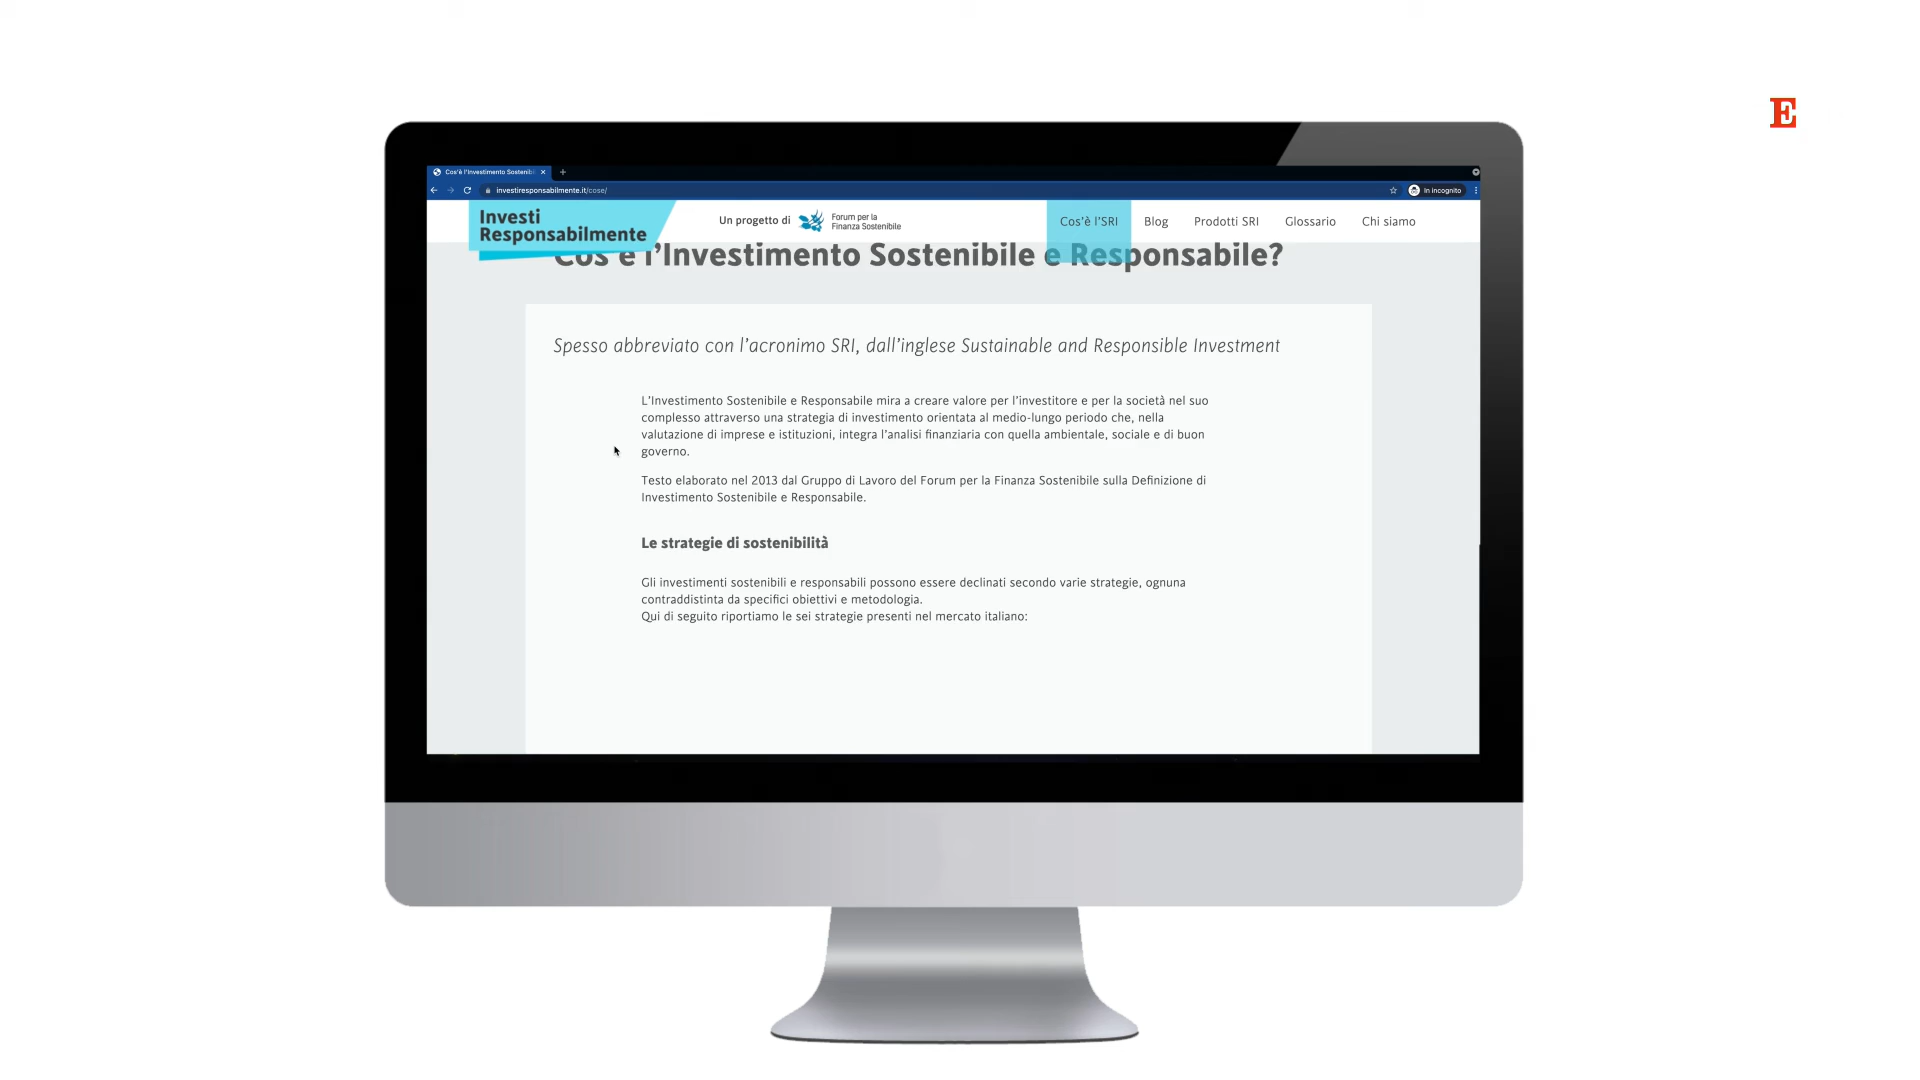 E
Cos'è l'Investimento Sostenib
investiresponsabilmente.it/cose/
In incognito
Investi
Responsabilmente
Un progetto di
Forum per la
Finanza Sostenibile
Cos'è l'SRI
Blog
Prodotti SRI
Glossario
Chi siamo
Cos'è l'Investimento Sostenibile e Responsabile?
Spesso abbreviato con l'acronimo SRI, dall'inglese Sustainable and Responsible Investment
L'Investimento Sostenibile e Responsabile mira a creare valore per l'investitore e per la società nel suo
complesso attraverso una strategia di investimento orientata al medio-lungo periodo che, nella
valutazione di imprese e istituzioni, integra l'analisi finanziaria con quella ambientale, sociale e di buon
governo.
Testo elaborato nel 2013 dal Gruppo di Lavoro del Forum per la Finanza Sostenibile sulla Definizione di
Investimento Sostenibile e Responsabile.
Le strategie di sostenibilità
Gli investimenti sostenibili e responsabili possono essere declinati secondo varie strategie, ognuna
contraddistinta da specifici obiettivi e metodologia.
Qui di seguito riportiamo le sei strategie presenti nel mercato italiano: